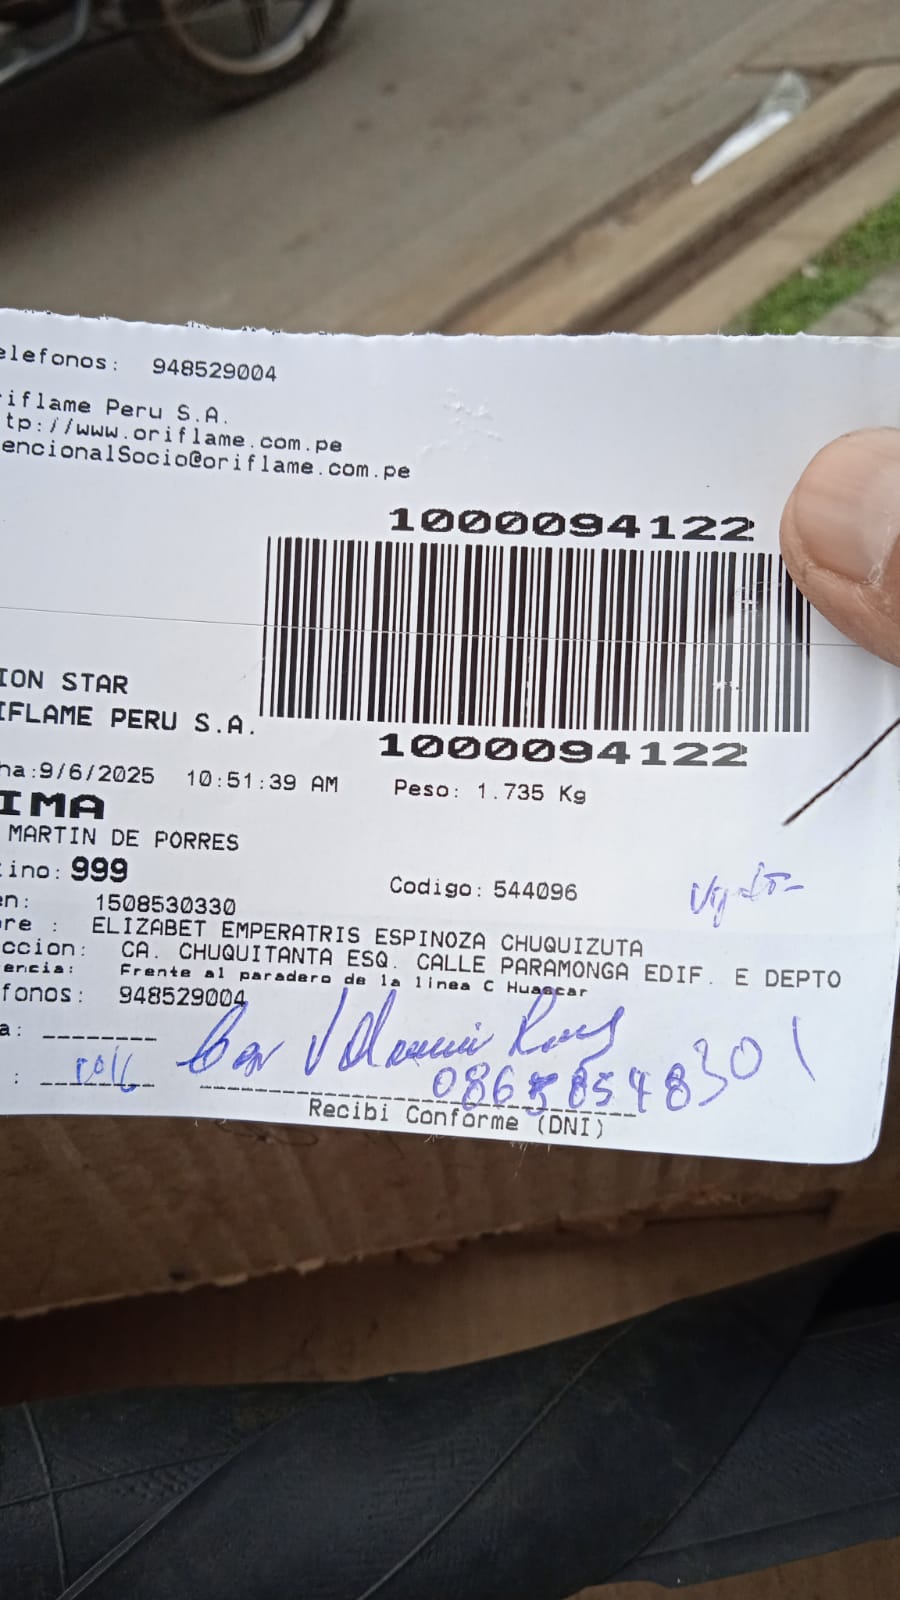 elefonos: 948529004
riflame Peru S.A.
tp://www.oriflame.com.pe
encionalSocio@oriflame.com.pe
1000094122
ION STAR
IFLAME PERU S.A.
1000094122
ha:9/6/2025 10:51:39 AM Peso: 1.735 Kg
IMA
MARTIN DE PORRES
tino: 999
Codigo: 544096
en: 1508530330
re : ELIZABET EMPERATRIS ESPINOZA CHUQUIZUTA
ccion: CA. CHUQUITANTA ESQ. CALLE PARAMONGA EDIF. E DEPTO
encia: Frente al paradero de la linea C Huascar
fonos: 948529004
a:
:
Recibi Conforme (DNI)